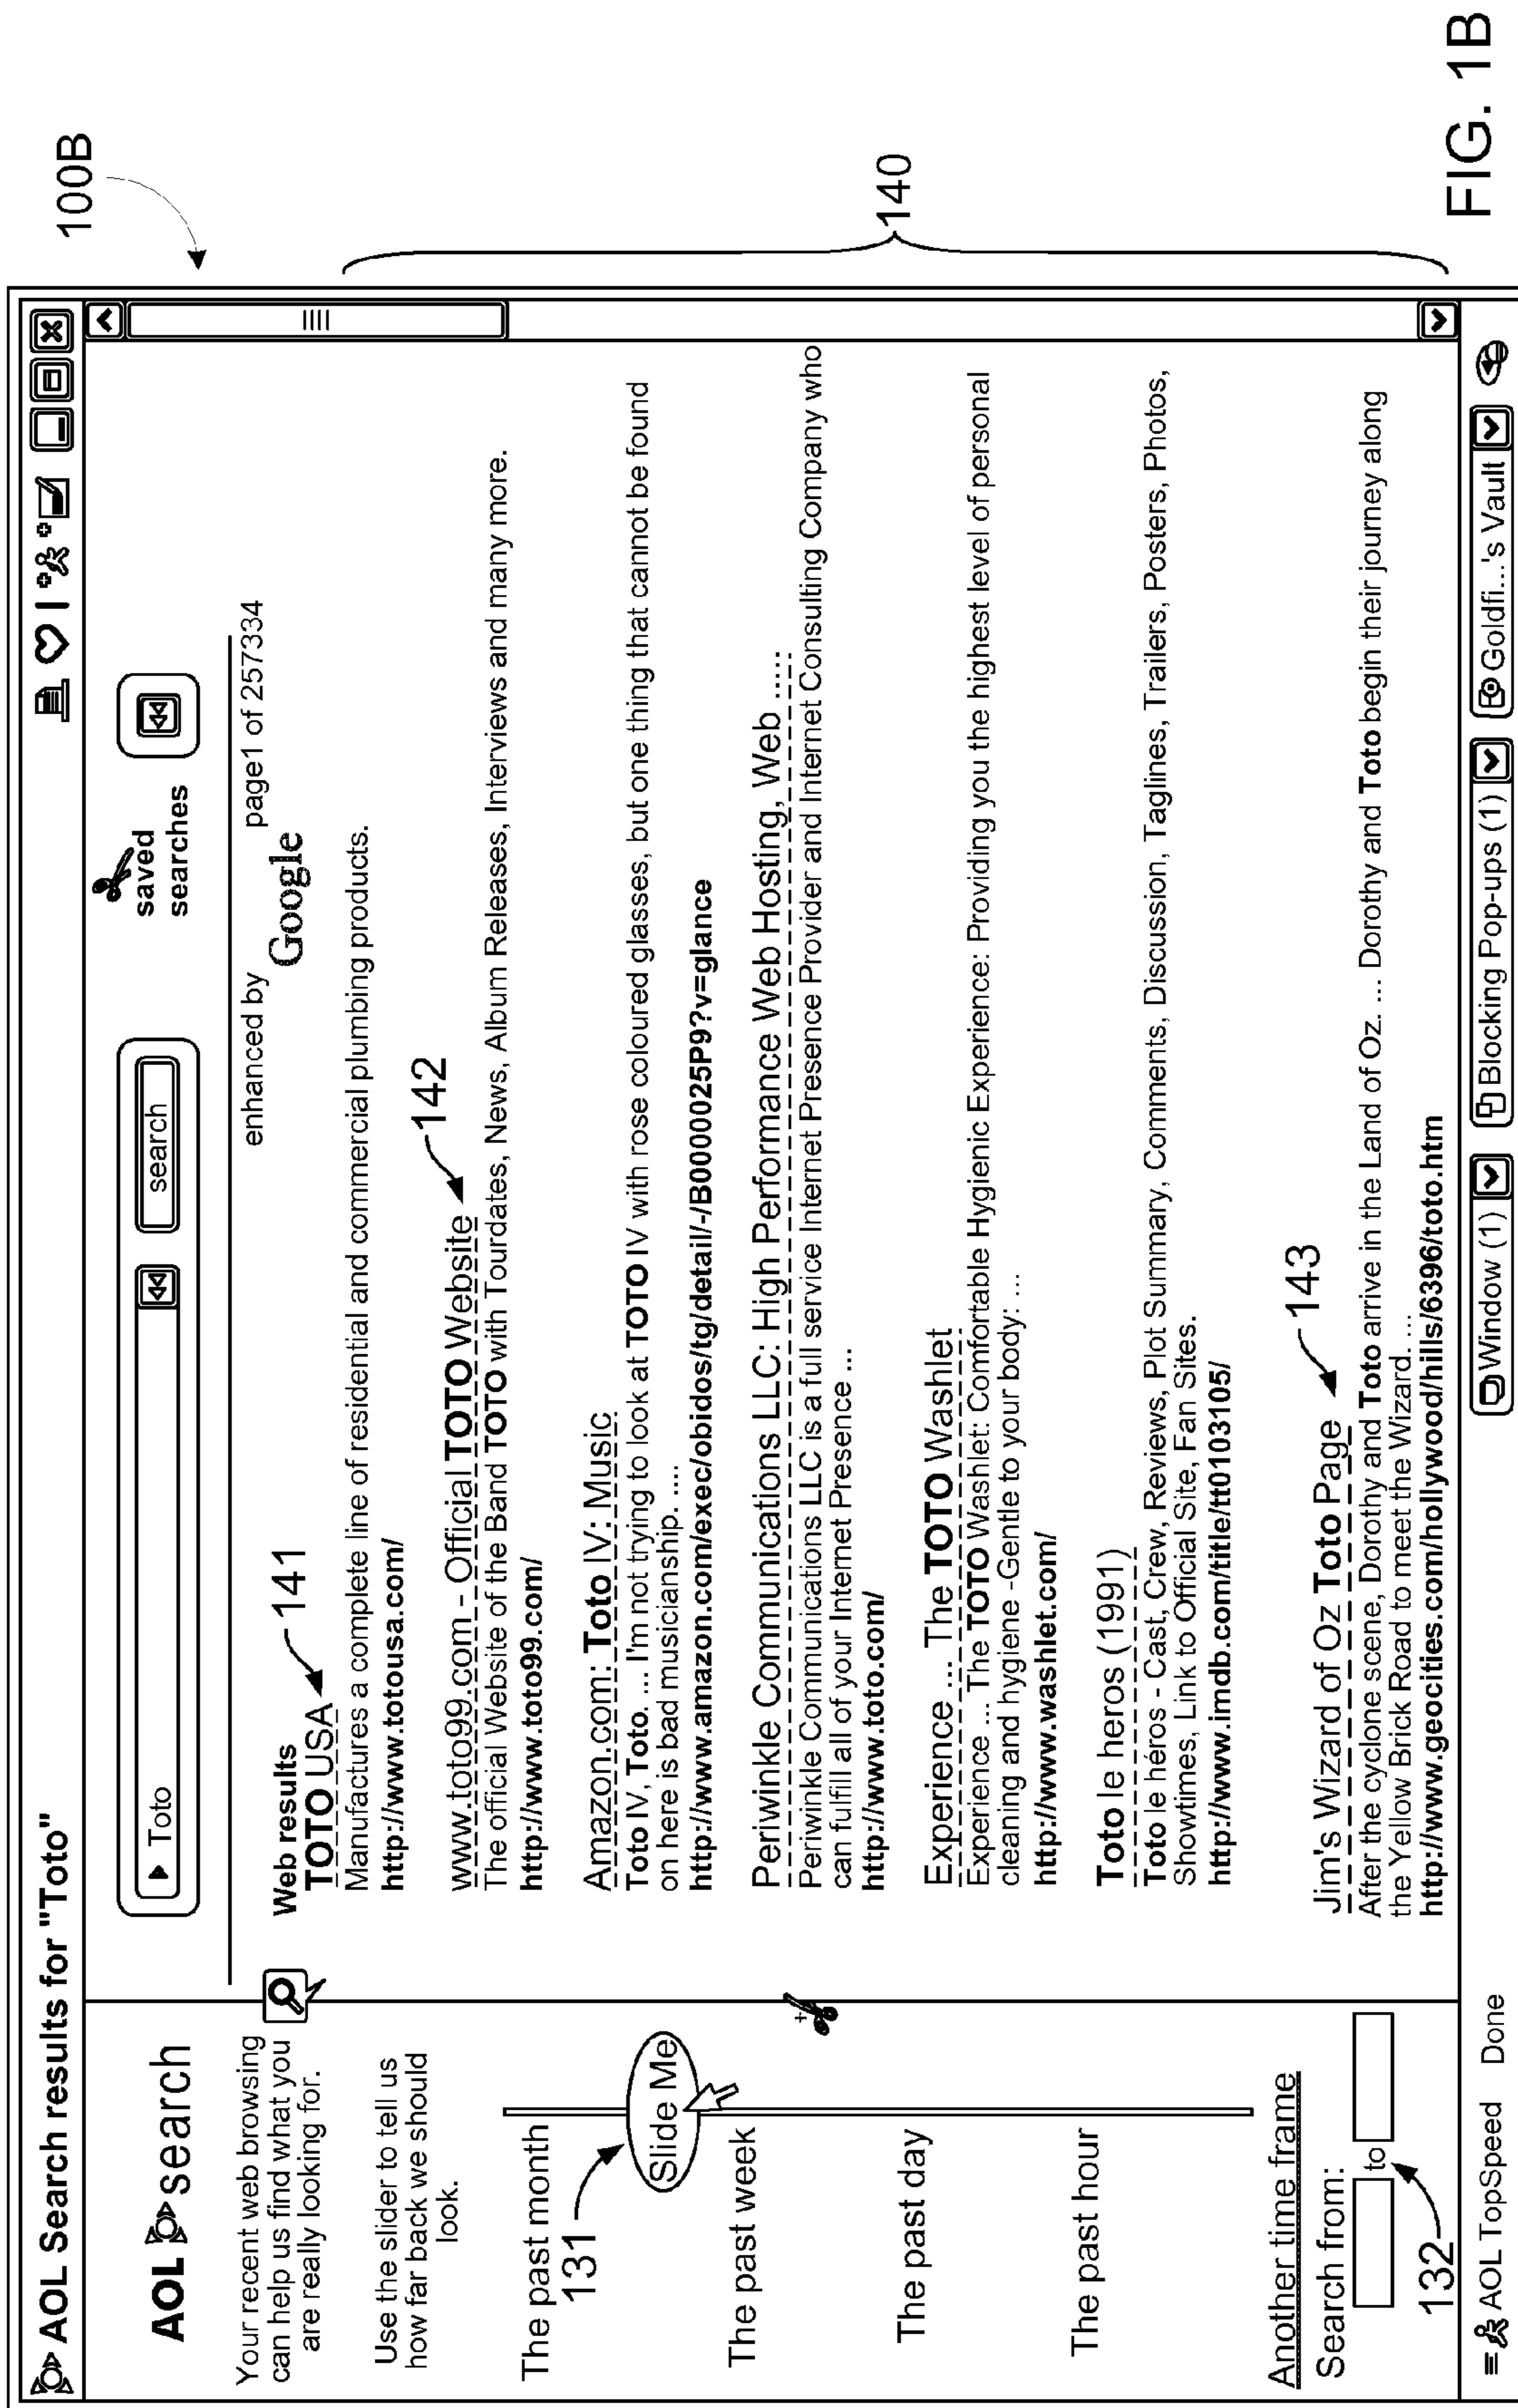 100B
AOL Search results for "Toto"
AOL search
Your recent web browsing
can help us find what you
are really looking for.
Use the slider to tell us
how far back we should
look.
The past month
131
Slide Me
The past week
The past day
The past hour
Another time frame
Search from:
to
132
Toto
search
saved
searches
enhanced by
Google
page1 of 257334
Web results
141
TOTO USA
Manufactures a complete line of residential and commercial plumbing products.
http://www.totousa.com/
142
www.toto99.com - Official TOTO Website
The official Website of the Band TOTO with Tourdates, News, Album Releases, Interviews and many more.
http://www.toto99.com/
Amazon.com: Toto IV: Music
Toto IV, Toto. ... I'm not trying to look at TOTO IV with rose coloured glasses, but one thing that cannot be found
on here is bad musicianship. ....
http://www.amazon.com/exec/obidos/tg/detail/-/B0000025P9?v=glance
Periwinkle Communications LLC: High Performance Web Hosting, Web .....
Periwinkle Communications LLC is a full service Internet Presence Provider and Internet Consulting Company who
can fulfill all of your Internet Presence ...
http://www.toto.com/
Experience ... The TOTO Washlet
Experience ... The TOTO Washlet: Comfortable Hygienic Experience: Providing you the highest level of personal
cleaning and hygiene -Gentle to your body: ...
http://www.washlet.com/
Toto le heros (1991)
Toto le héros - Cast, Crew, Reviews, Plot Summary, Comments, Discussion, Taglines, Trailers, Posters, Photos,
Showtimes, Link to Official Site, Fan Sites.
http://www.imdb.com/title/tt0103105/
143
Jim's Wizard of Oz Toto Page
After the cyclone scene, Dorothy and Toto arrive in the Land of Oz. ... Dorothy and Toto begin their journey along
the Yellow Brick Road to meet the Wizard. ...
http://www.geocities.com/hollywood/hills/6396/toto.htm
140
AOL TopSpeed Done
Window (1)
Blocking Pop-ups (1)
Goldfi...'s Vault
FIG. 1B